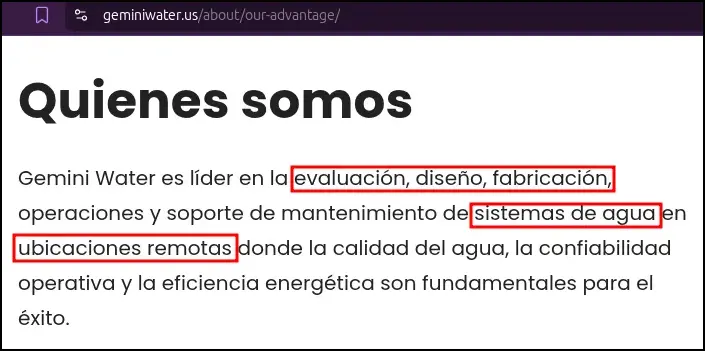 geminiwater.us/about/our-advantage/
Quienes somos
Gemini Water es líder en la evaluación, diseño, fabricación,
operaciones y soporte de mantenimiento de sistemas de agua en
ubicaciones remotas donde la calidad del agua, la confiabilidad
operativa y la eficiencia energética son fundamentales para el
éxito.